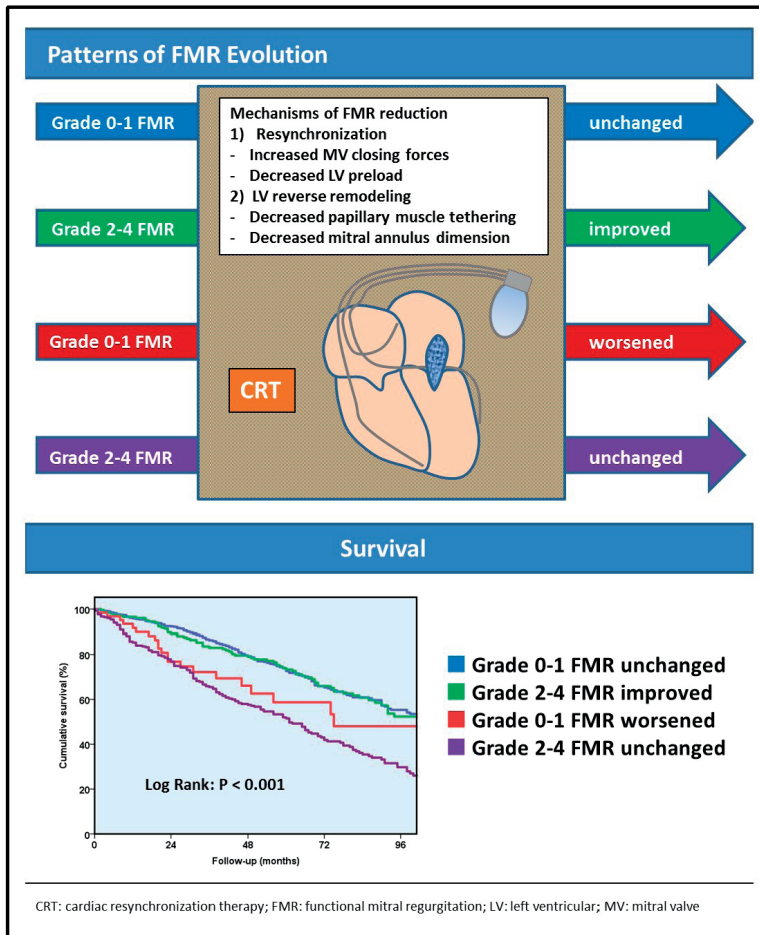 Patterns of FMR Evolution
Grade 0-1 FMR
unchanged
Grade 2-4 FMR
improved
Grade 0-1 FMR
worsened
Grade 2-4 FMR
unchanged
Mechanisms of FMR reduction
1) Resynchronization
- Increased MV closing forces
- Decreased LV preload
2) LV reverse remodeling
- Decreased papillary muscle tethering
- Decreased mitral annulus dimension
CRT
Survival
Cumulative survival (%)
100
80
60
40
20
0
Log Rank: P < 0.001
0 24 48 72 96
Follow-up (months)
Grade 0-1 FMR unchanged
Grade 2-4 FMR improved
Grade 0-1 FMR worsened
Grade 2-4 FMR unchanged
CRT: cardiac resynchronization therapy; FMR: functional mitral regurgitation; LV: left ventricular; MV: mitral valve